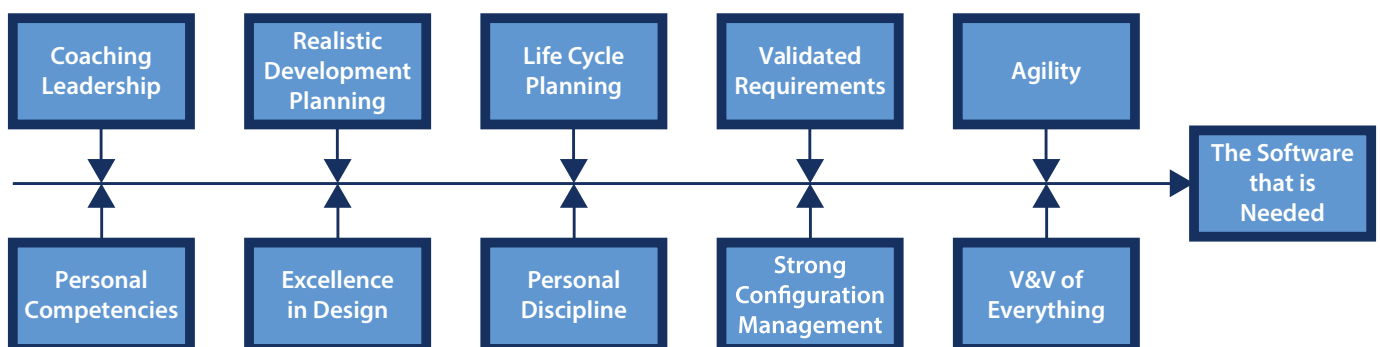 Coaching
Leadership
Realistic
Development
Planning
Life Cycle
Planning
Validated
Requirements
Agility
The Software
that is
Needed
Personal
Competencies
Excellence
in Design
Personal
Discipline
Strong
Configuration
Management
V&V of
Everything